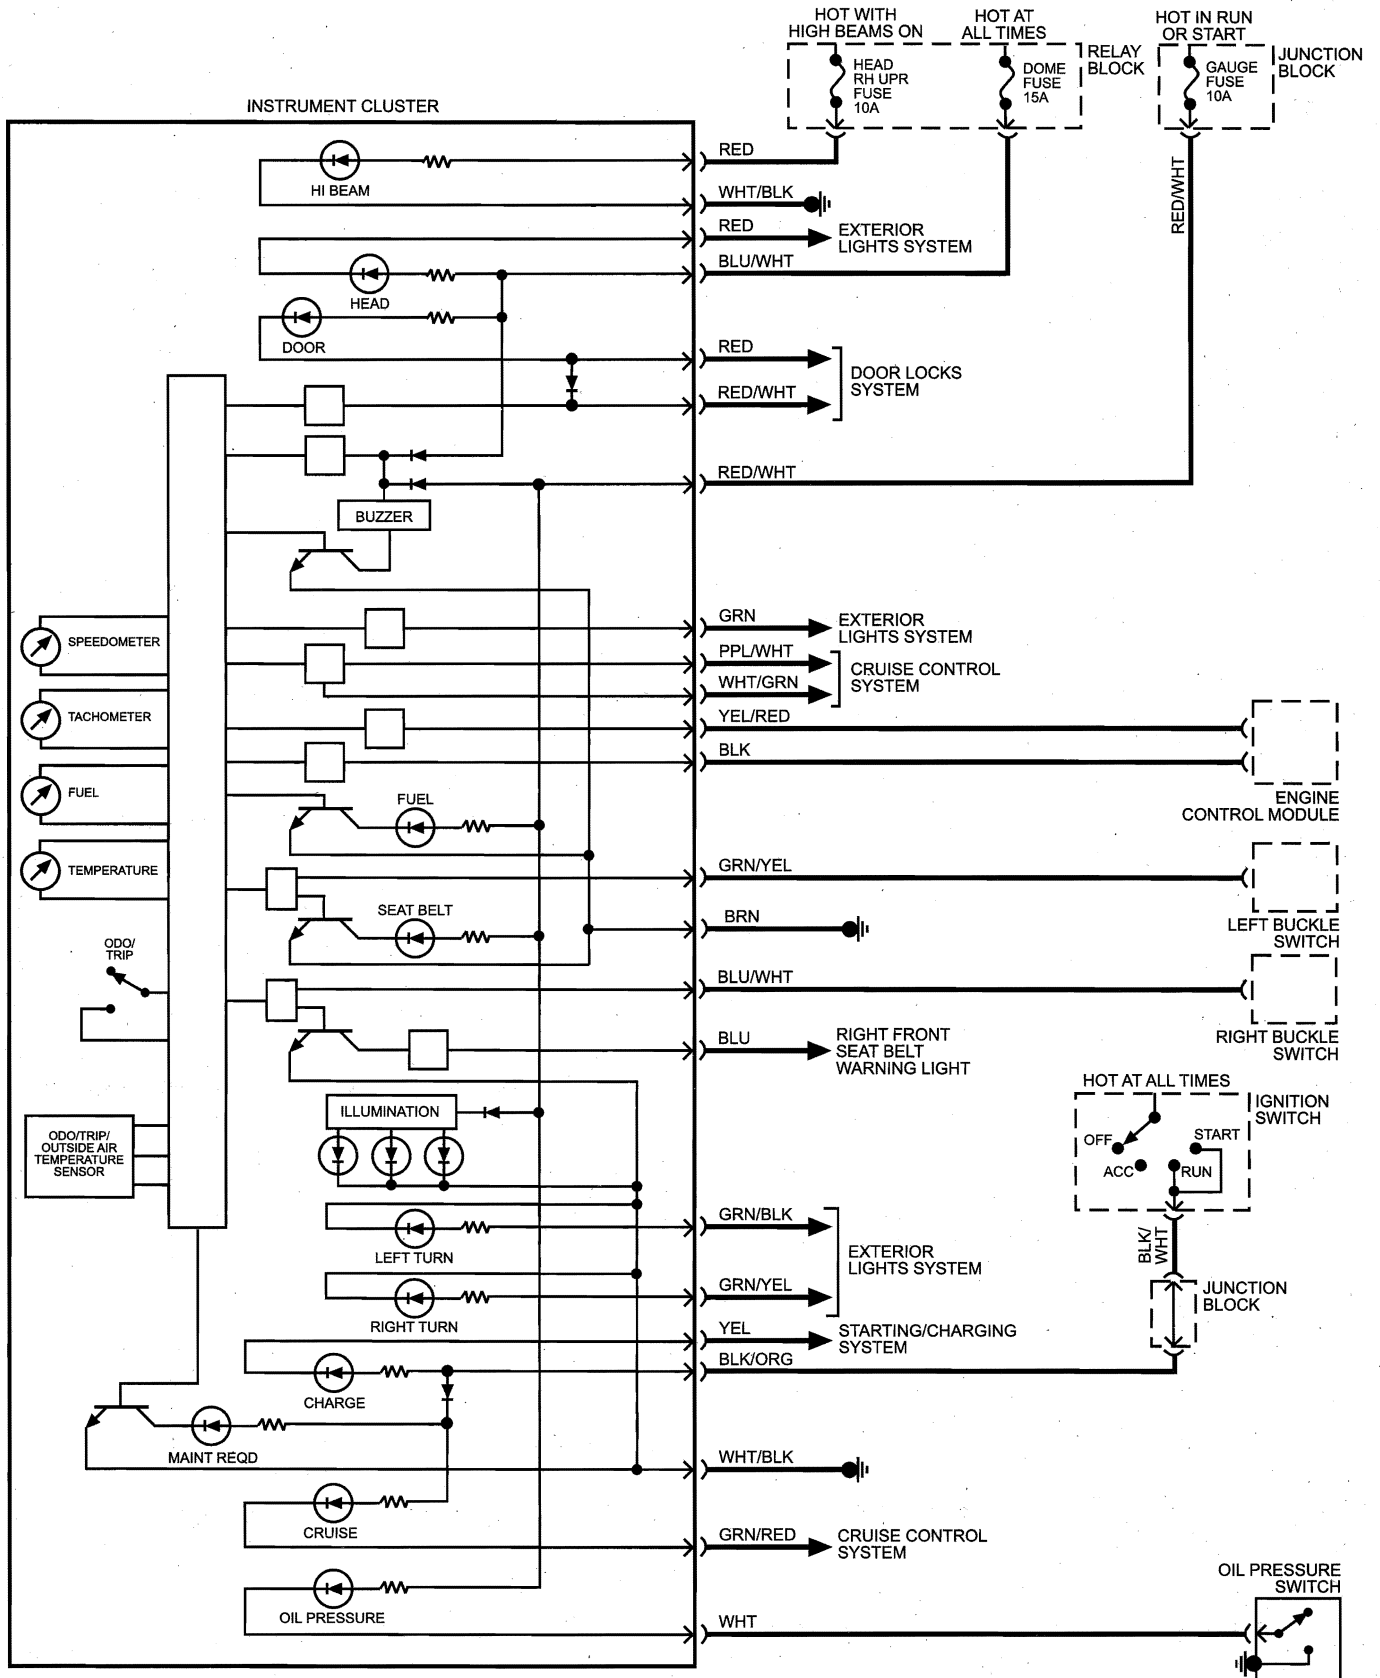 HOT WITH
HIGH BEAMS ON
HOT AT
ALL TIMES
HOT IN RUN
OR START
HEAD
RH UPR
FUSE
10A
DOME
FUSE
15A
RELAY
BLOCK
GAUGE
FUSE
10A
JUNCTION
BLOCK
INSTRUMENT CLUSTER
RED
HI BEAM
WHT/BLK
RED/WHT
RED
EXTERIOR
LIGHTS SYSTEM
BLU/WHT
HEAD
DOOR
RED
RED/WHT
DOOR LOCKS
SYSTEM
RED/WHT
BUZZER
SPEEDOMETER
GRN
EXTERIOR
LIGHTS SYSTEM
PPL/WHT
WHT/GRN
CRUISE CONTROL
SYSTEM
TACHOMETER
YEL/RED
BLK
ENGINE
CONTROL MODULE
FUEL
FUEL
TEMPERATURE
GRN/YEL
LEFT BUCKLE
SWITCH
SEAT BELT
BRN
ODO/
TRIP
BLU/WHT
RIGHT BUCKLE
SWITCH
BLU
RIGHT FRONT
SEAT BELT
WARNING LIGHT
HOT AT ALL TIMES
IGNITION
SWITCH
OFF
START
ACC
RUN
ILLUMINATION
ODO/TRIP/
OUTSIDE AIR
TEMPERATURE
SENSOR
GRN/BLK
LEFT TURN
EXTERIOR
LIGHTS SYSTEM
BLK/
WHT
GRN/YEL
RIGHT TURN
JUNCTION
BLOCK
YEL
STARTING/CHARGING
SYSTEM
BLK/ORG
CHARGE
MAINT REQD
WHT/BLK
CRUISE
GRN/RED
CRUISE CONTROL
SYSTEM
OIL PRESSURE
WHT
OIL PRESSURE
SWITCH